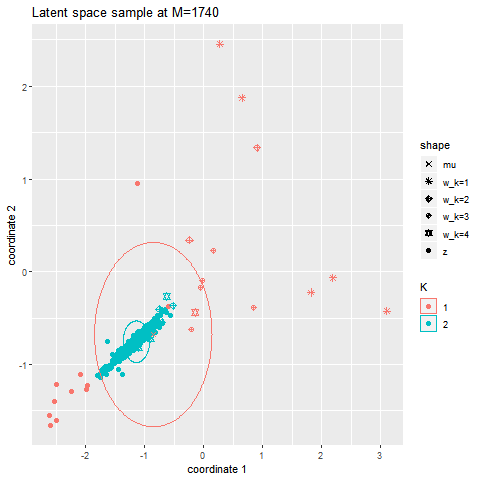 Latent space sample at M=1740
coordinate 2
2
1
0
-1
-2
-1
0
1
2
3
coordinate 1
shape
mu
w_k=1
w_k=2
w_k=3
w_k=4
z
K
1
2